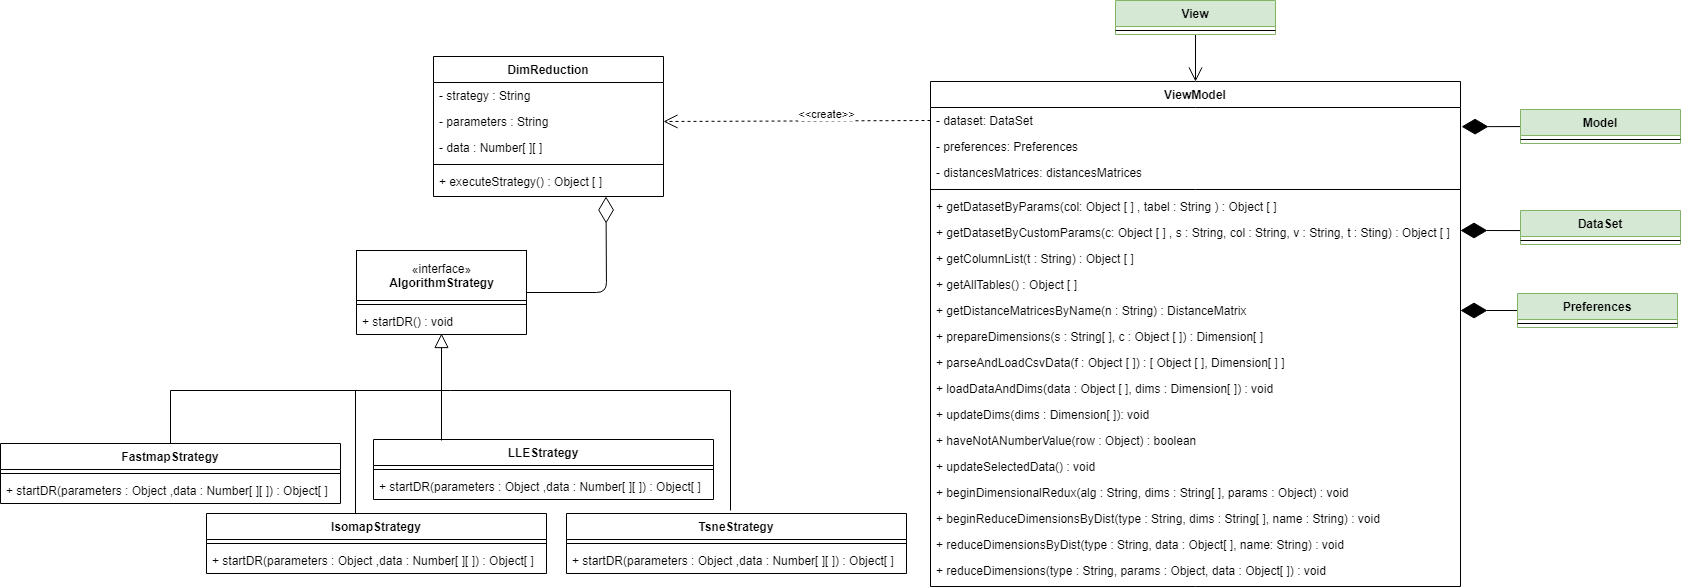 View
DimReduction
- strategy : String
- parameters : String
- data : Number[ ][ ]
+ executeStrategy() : Object [ ]
<<create>>
ViewModel
- dataset: DataSet
- preferences: Preferences
- distancesMatrices: distancesMatrices
+ getDatasetByParams(col: Object [ ] , tabel : String ) : Object [ ]
+ getDatasetByCustomParams(c: Object [ ] , s : String, col : String, v : String, t : Sting) : Object [ ]
+ getColumnList(t : String) : Object [ ]
+ getAllTables() : Object [ ]
+ getDistanceMatricesByName(n : String) : DistanceMatrix
+ prepareDimensions(s : String[ ], c : Object [ ]) : Dimension[ ]
+ parseAndLoadCsvData(f : Object [ ]) : [ Object [ ], Dimension[ ] ]
+ loadDataAndDims(data : Object [ ], dims : Dimension[ ]) : void
+ updateDims(dims : Dimension[ ]): void
+ haveNotANumberValue(row : Object) : boolean
+ updateSelectedData() : void
+ beginDimensionalRedux(alg : String, dims : String[ ], params : Object) : void
+ beginReduceDimensionsByDist(type : String, dims : String[ ], name : String) : void
+ reduceDimensionsByDist(type : String, data : Object[ ], name: String) : void
+ reduceDimensions(type : String, params : Object, data : Object[ ]) : void
Model
DataSet
Preferences
«interface»
AlgorithmStrategy
+ startDR() : void
FastmapStrategy
+ startDR(parameters : Object ,data : Number[ ][ ]) : Object[ ]
LLEStrategy
+ startDR(parameters : Object ,data : Number[ ][ ]) : Object[ ]
IsomapStrategy
+ startDR(parameters : Object ,data : Number[ ][ ]) : Object[ ]
TsneStrategy
+ startDR(parameters : Object ,data : Number[ ][ ]) : Object[ ]